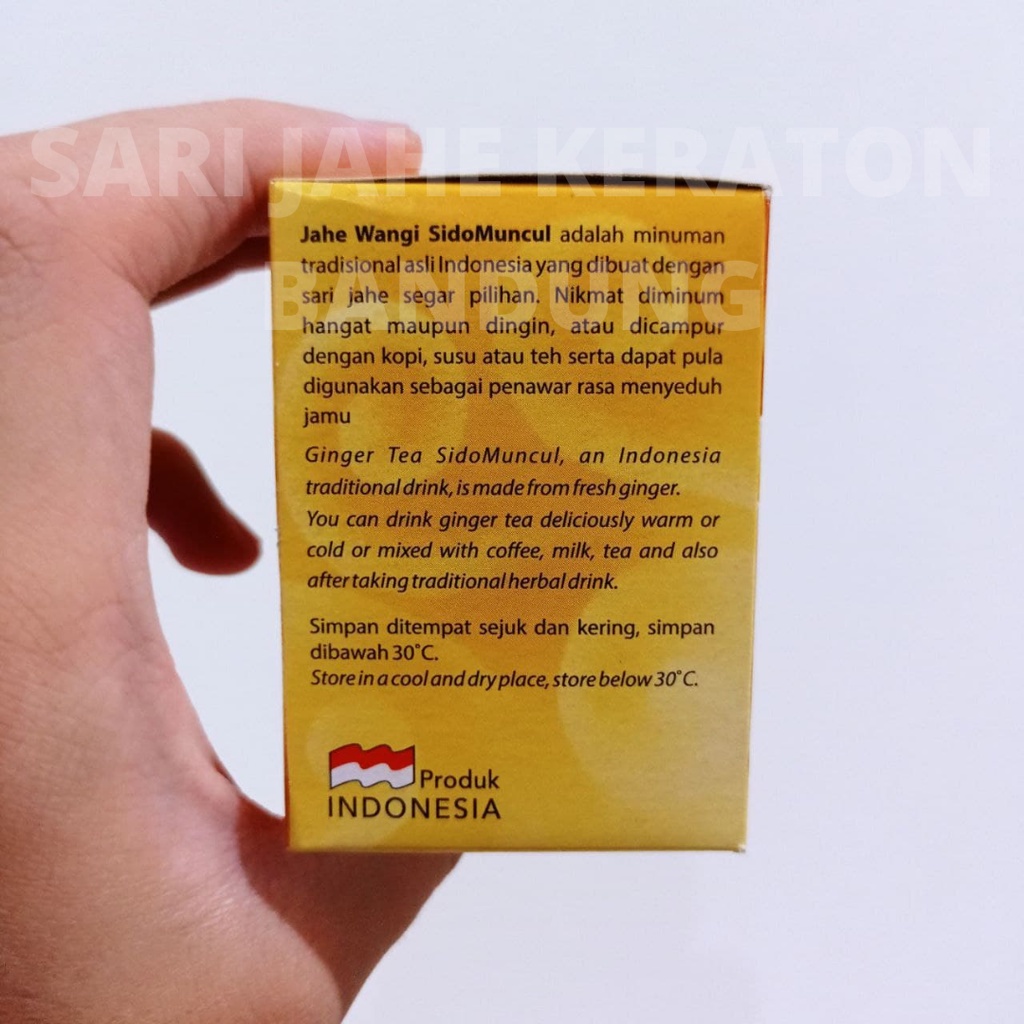 SARI JAHE KERATON
BANDUNG
Jahe Wangi SidoMuncul adalah minuman
tradisional asli Indonesia yang dibuat dengan
sari jahe segar pilihan. Nikmat diminum
hangat maupun dingin, atau dicampur
dengan kopi, susu atau teh serta dapat pula
digunakan sebagai penawar rasa menyeduh
jamu
Ginger Tea SidoMuncul, an Indonesia
traditional drink, is made from fresh ginger.
You can drink ginger tea deliciously warm or
cold or mixed with coffee, milk, tea and also
after taking traditional herbal drink.
Simpan ditempat sejuk dan kering, simpan
dibawah 30°C.
Store in a cool and dry place, store below 30°C.
Produk
INDONESIA